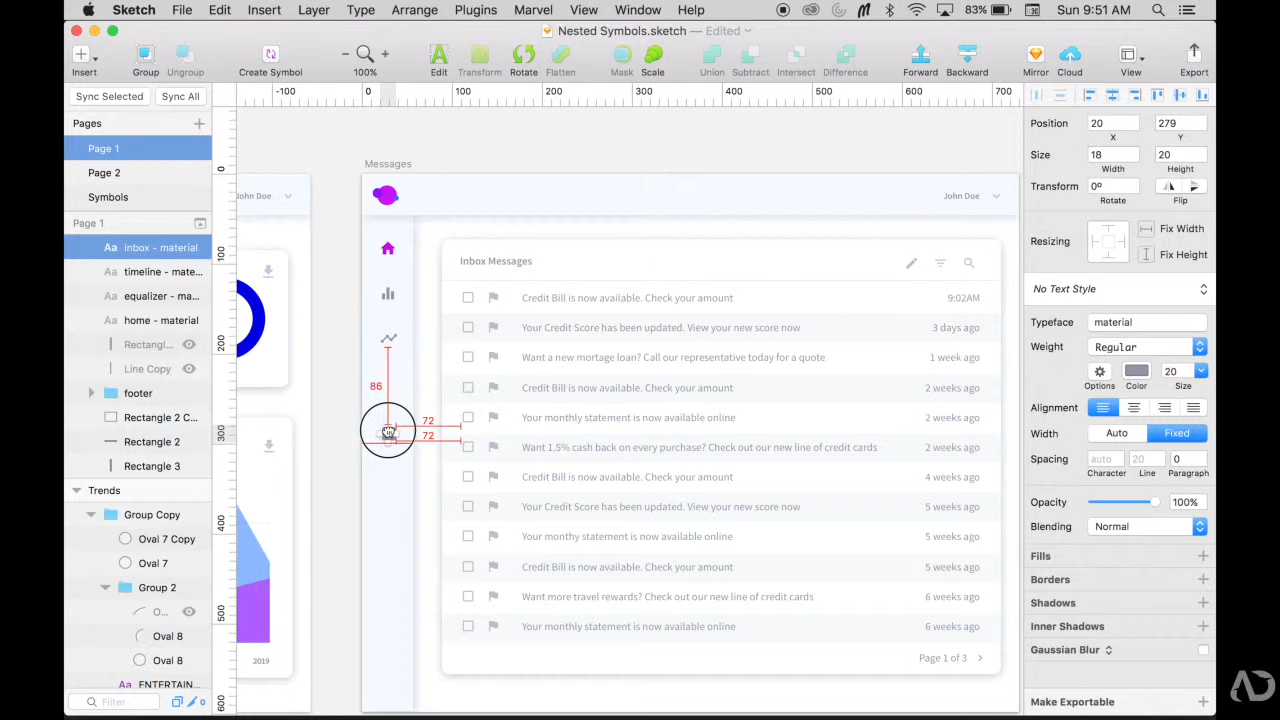 Sketch File Edit Insert Layer Type Arrange Plugins Marvel View Window Help 83% Sun 9:51 AM
Nested Symbols.sketch — Edited
Insert Group Ungroup Create Symbol 100% Edit Transform Rotate Flatten Mask Scale Union Subtract Intersect Difference Forward Backward Mirror Cloud View Export
Sync Selected Sync All
-100 0 100 200 300 400 500 600 700
Pages
Page 1
Page 2
Symbols
Page 1
Aa inbox - material
Aa timeline - mate...
Aa equalizer - ma...
Aa home - material
Rectangl...
Line Copy
footer
Rectangle 2 C...
Rectangle 2
Rectangle 3
Trends
Group Copy
Oval 7 Copy
Oval 7
Group 2
O...
Oval 8
Oval 8
Aa ENTERTAIN...
Filter
0
0
100
200
300
400
500
600
John Doe
2019
Messages
John Doe
86
72
72
Inbox Messages
Credit Bill is now available. Check your amount 9:02AM
Your Credit Score has been updated. View your new score now 3 days ago
Want a new mortage loan? Call our representative today for a quote 1 week ago
Credit Bill is now available. Check your amount 2 weeks ago
Your monthly statement is now available online 2 weeks ago
Want 1.5% cash back on every purchase? Check out our new line of credit cards 2 weeks ago
Credit Bill is now available. Check your amount 4 weeks ago
Your Credit Score has been updated. View your new score now 5 weeks ago
Your monthy statement is now available online 5 weeks ago
Credit Bill is now available. Check your amount 5 weeks ago
Want more travel rewards? Check out our new line of credit cards 6 weeks ago
Your monthly statement is now available online 6 weeks ago
Page 1 of 3
Position 20 279
X Y
Size 18 20
Width Height
Transform 0º
Rotate Flip
Resizing Fix Width
Fix Height
No Text Style
Typeface material
Weight Regular
20
Options Color Size
Alignment
Width Auto Fixed
Spacing auto 20 0
Character Line Paragraph
Opacity 100%
Blending Normal
Fills
Borders
Shadows
Inner Shadows
Gaussian Blur
Make Exportable